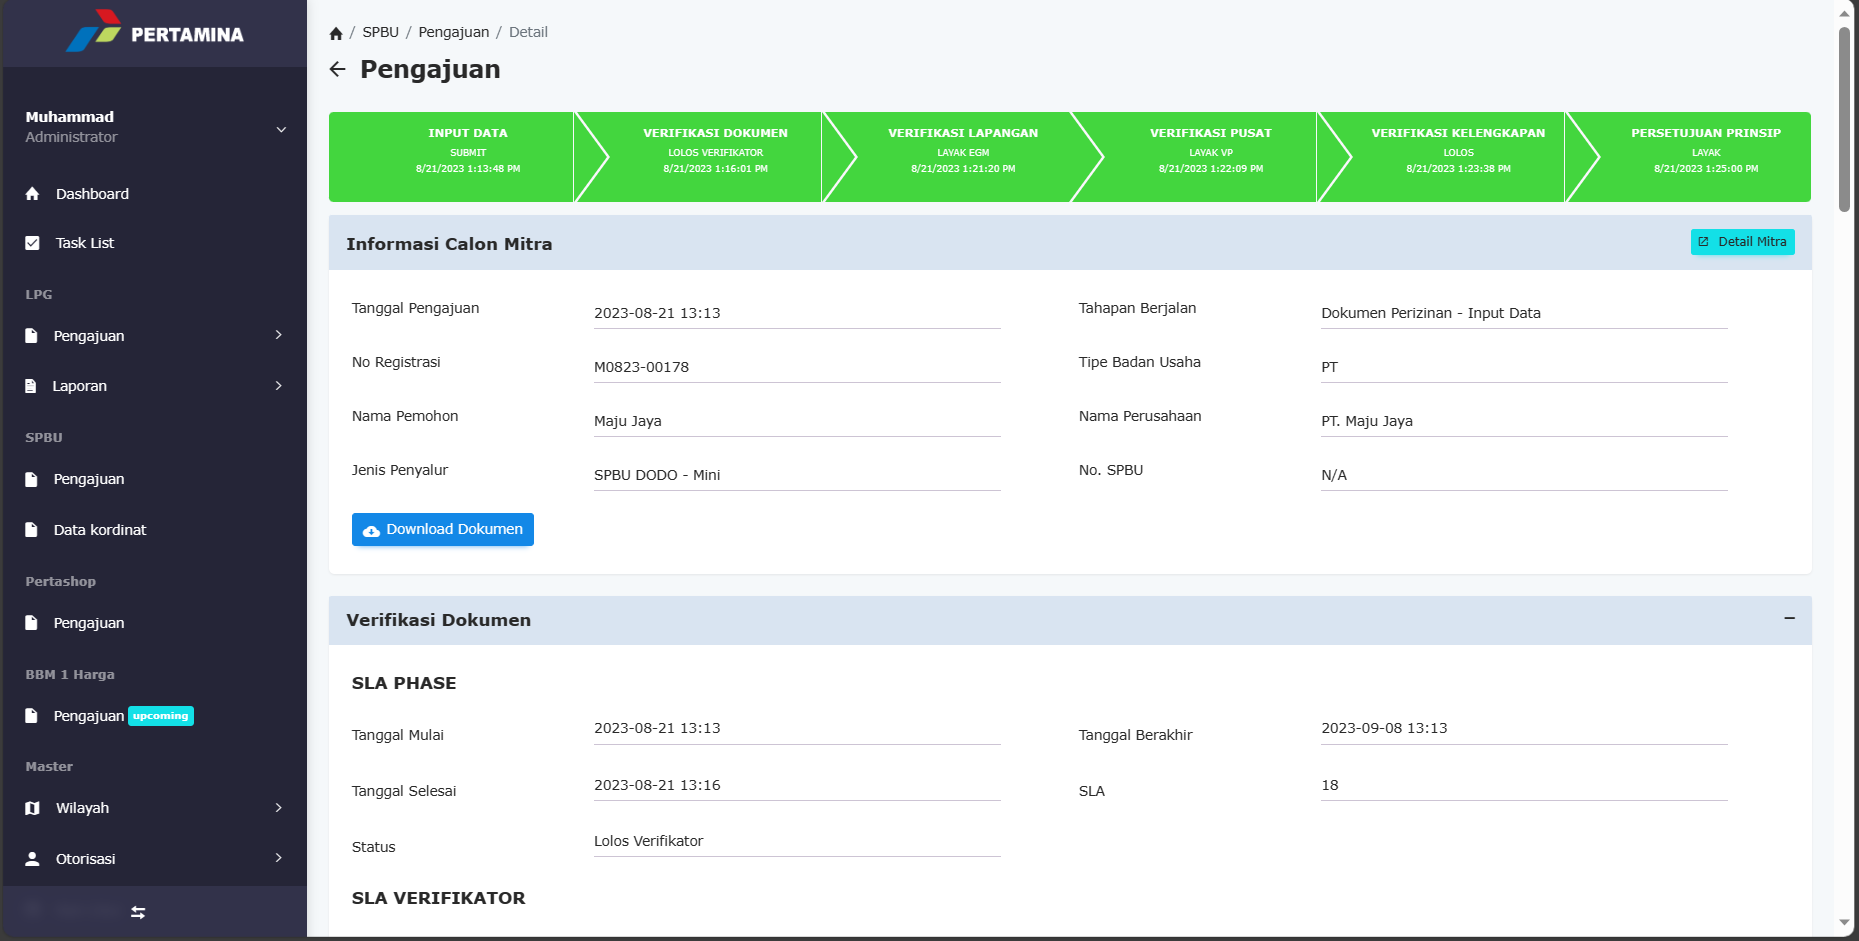 PERTAMINA
Muhammad
Administrator
Dashboard
Task List
LPG
Pengajuan
Laporan
SPBU
Pengajuan
Data kordinat
Pertashop
Pengajuan
BBM 1 Harga
Pengajuan upcoming
Master
Wilayah
Otorisasi
/ SPBU / Pengajuan / Detail
Pengajuan
INPUT DATA
SUBMIT
8/21/2023 1:13:48 PM
VERIFIKASI DOKUMEN
LOLOS VERIFIKATOR
8/21/2023 1:16:01 PM
VERIFIKASI LAPANGAN
LAYAK EGM
8/21/2023 1:21:20 PM
VERIFIKASI PUSAT
LAYAK VP
8/21/2023 1:22:09 PM
VERIFIKASI KELENGKAPAN
LOLOS
8/21/2023 1:23:38 PM
PERSETUJUAN PRINSIP
LAYAK
8/21/2023 1:25:00 PM
Informasi Calon Mitra
Detail Mitra
Tanggal Pengajuan 2023-08-21 13:13 Tahapan Berjalan Dokumen Perizinan - Input Data
No Registrasi M0823-00178 Tipe Badan Usaha PT
Nama Pemohon Maju Jaya Nama Perusahaan PT. Maju Jaya
Jenis Penyalur SPBU DODO - Mini No. SPBU N/A
Download Dokumen
Verifikasi Dokumen
SLA PHASE
Tanggal Mulai 2023-08-21 13:13 Tanggal Berakhir 2023-09-08 13:13
Tanggal Selesai 2023-08-21 13:16 SLA 18
Status Lolos Verifikator
SLA VERIFIKATOR